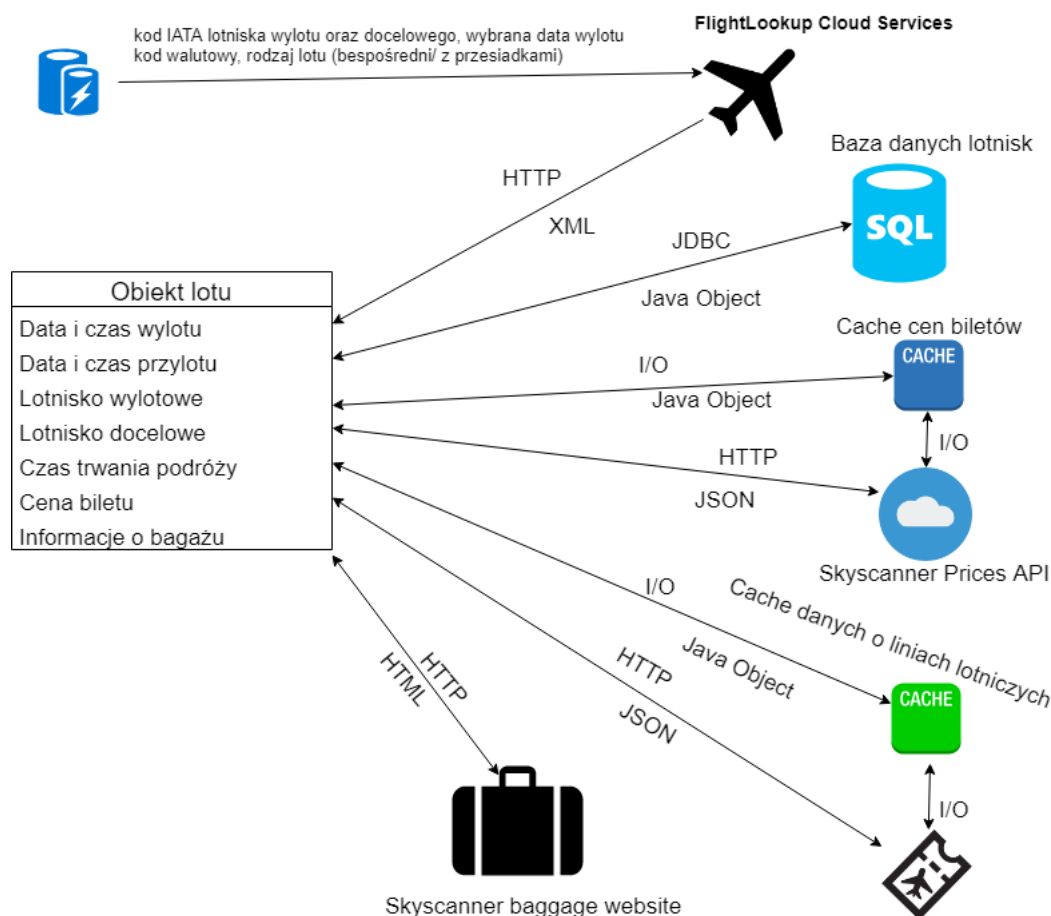 kod IATA lotniska wylotu oraz docelowego, wybrana data wylotu
kod walutowy, rodzaj lotu (bespośredni/ z przesiadkami)
FlightLookup Cloud Services
Baza danych lotnisk
SQL
HTTP
XML
JDBC
Java Object
Obiekt lotu
Data i czas wylotu
Data i czas przylotu
Lotnisko wylotowe
Lotnisko docelowe
Czas trwania podróży
Cena biletu
Informacje o bagażu
Cache cen biletów
CACHE
I/O
Java Object
I/O
HTTP
JSON
Skyscanner Prices API
I/O
Java Object
Cache danych o liniach lotniczych
CACHE
HTTP
JSON
I/O
HTTP
HTML
Skyscanner baggage website